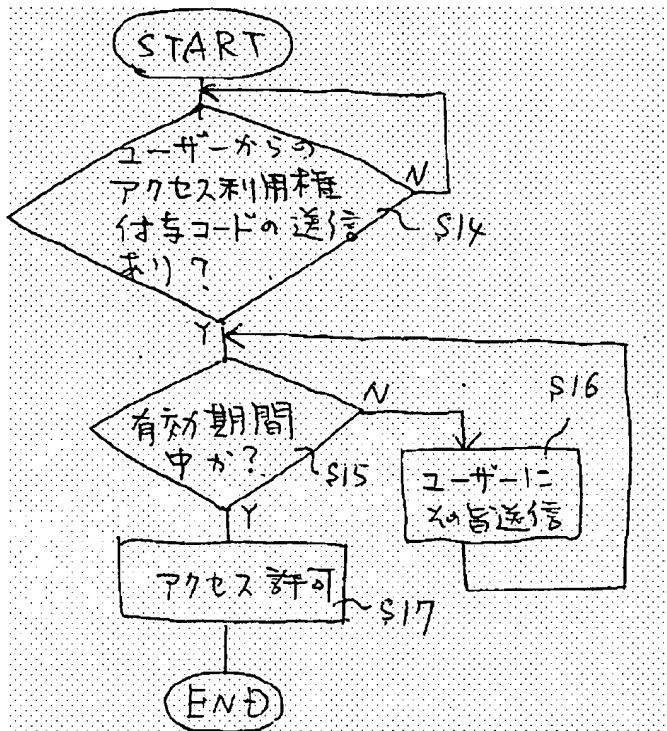 START
ユーザーからの
アクセス利用権
付与コードの送信
あり?
N
S14
Y
有効期間
中か?
N
S15
S16
ユーザーに
その旨送信
Y
アクセス許可
S17
END